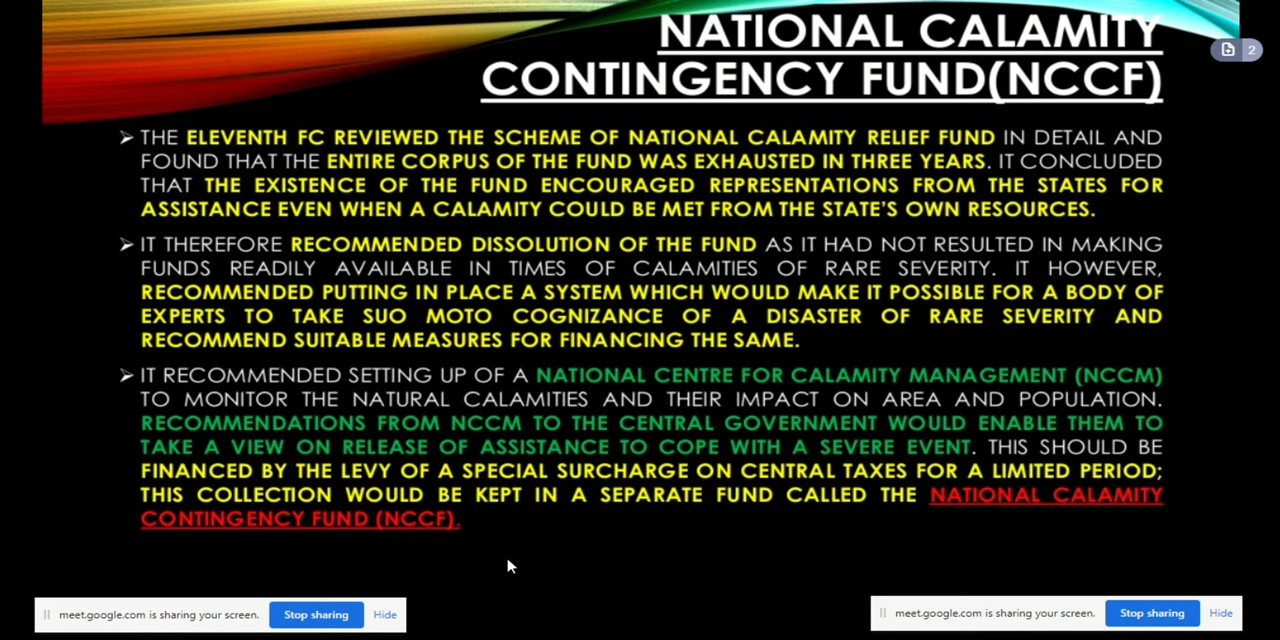 NATIONAL CALAMITY
CONTINGENCY FUND(NCCF)
2
➢ THE ELEVENTH FC REVIEWED THE SCHEME OF NATIONAL CALAMITY RELIEF FUND IN DETAIL AND
FOUND THAT THE ENTIRE CORPUS OF THE FUND WAS EXHAUSTED IN THREE YEARS. IT CONCLUDED
THAT THE EXISTENCE OF THE FUND ENCOURAGED REPRESENTATIONS FROM THE STATES FOR
ASSISTANCE EVEN WHEN A CALAMITY COULD BE MET FROM THE STATE'S OWN RESOURCES.
➢ IT THEREFORE RECOMMENDED DISSOLUTION OF THE FUND AS IT HAD NOT RESULTED IN MAKING
FUNDS READILY AVAILABLE IN TIMES OF CALAMITIES OF RARE SEVERITY. IT HOWEVER,
RECOMMENDED PUTTING IN PLACE A SYSTEM WHICH WOULD MAKE IT POSSIBLE FOR A BODY OF
EXPERTS TO TAKE SUO MOTO COGNIZANCE OF A DISASTER OF RARE SEVERITY AND
RECOMMEND SUITABLE MEASURES FOR FINANCING THE SAME.
➢ IT RECOMMENDED SETTING UP OF A NATIONAL CENTRE FOR CALAMITY MANAGEMENT (NCCM)
TO MONITOR THE NATURAL CALAMITIES AND THEIR IMPACT ON AREA AND POPULATION.
RECOMMENDATIONS FROM NCCM TO THE CENTRAL GOVERNMENT WOULD ENABLE THEM TO
TAKE A VIEW ON RELEASE OF ASSISTANCE TO COPE WITH A SEVERE EVENT. THIS SHOULD BE
FINANCED BY THE LEVY OF A SPECIAL SURCHARGE ON CENTRAL TAXES FOR A LIMITED PERIOD;
THIS COLLECTION WOULD BE KEPT IN A SEPARATE FUND CALLED THE NATIONAL CALAMITY
CONTINGENCY FUND (NCCF).
meet.google.com is sharing your screen. Stop sharing Hide
meet.google.com is sharing your screen. Stop sharing Hide